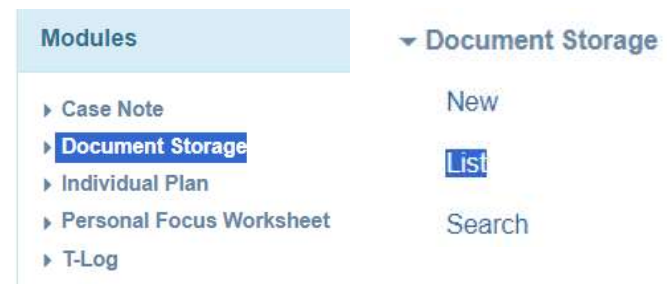 Modules
Case Note
Document Storage
Individual Plan
Personal Focus Worksheet
T-Log
Document Storage
New
List
Search